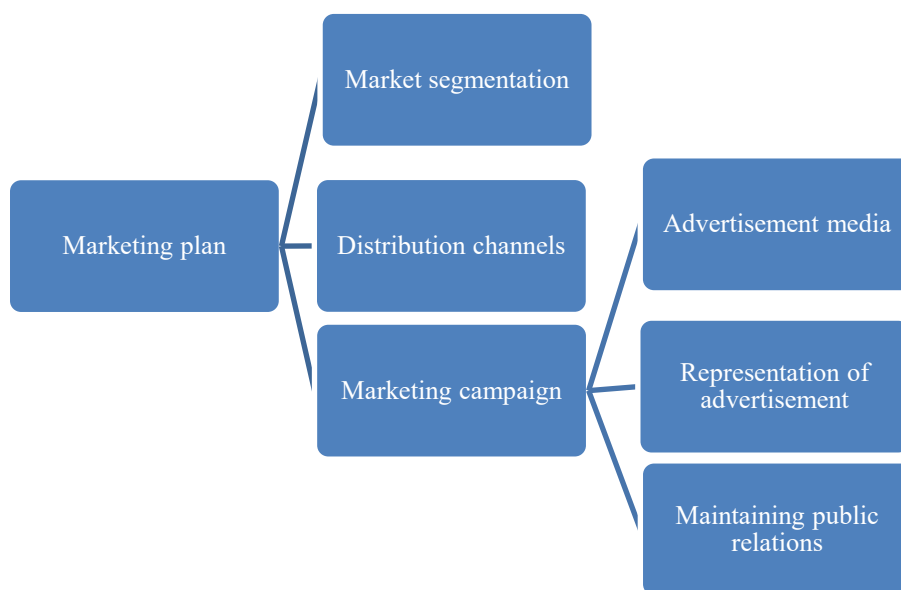 Market segmentation
Marketing plan
Distribution channels
Marketing campaign
Advertisement media
Representation of
advertisement
Maintaining public
relations